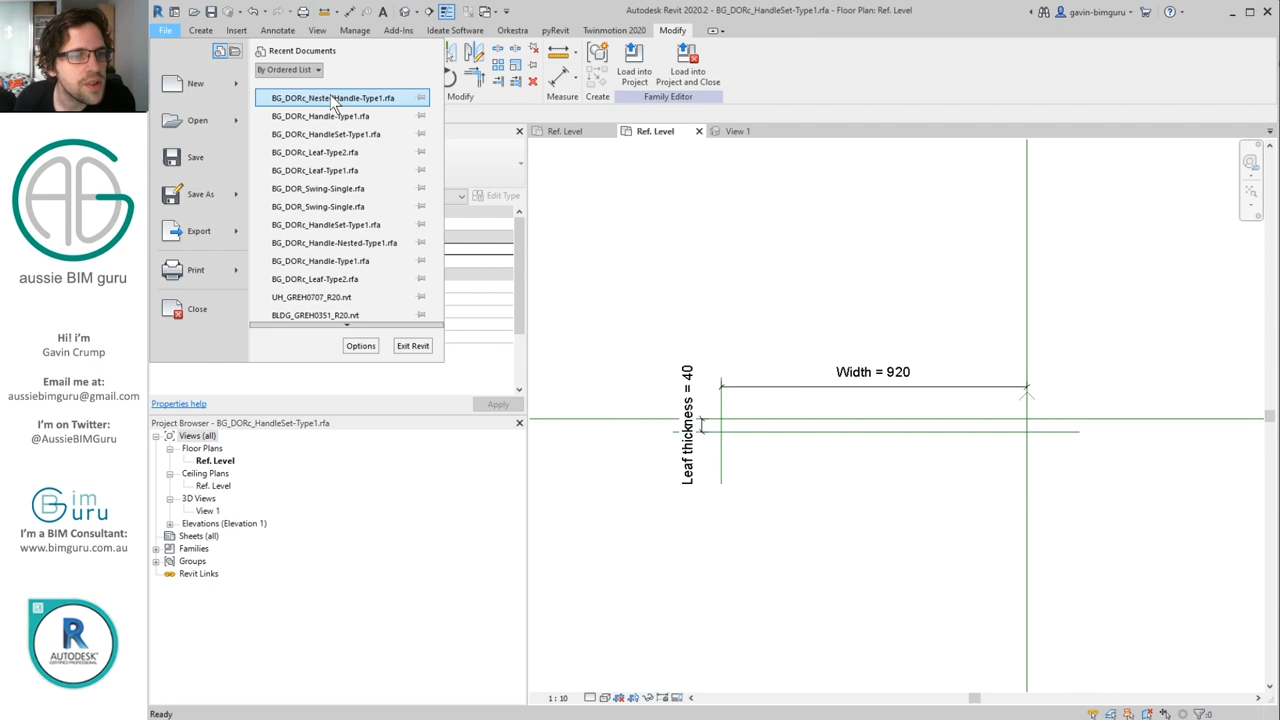 Autodesk Revit 2020.2 - BG_DORc_HandleSet-Type1.rfa - Floor Plan: Ref. Level
gavin-bimguru
File
Create
Insert
Annotate
View
Manage
Add-Ins
Ideate Software
Orkestra
pyRevit
Twinmotion 2020
Modify
Recent Documents
By Ordered List
New
Open
Save
Save As
Export
Print
Close
BG_DORc_Handle-Type1.rfa
BG_DORc_HandleSet-Type1.rfa
BG_DORc_Leaf-Type2.rfa
BG_DORc_Leaf-Type1.rfa
BG_DOR_Swing-Single.rfa
BG_DOR_Swing-Single.rfa
BG_DORc_HandleSet-Type1.rfa
BG_DORc_Handle-Nested-Type1.rfa
BG_DORc_Handle-Type1.rfa
BG_DORc_Leaf-Type2.rfa
UH_GREH0707_R20.rvt
BLDG_GREH0351_R20.rvt
Options
Exit Revit
Modify
Measure
Create
Load into
Project
Load into
Project and Close
Family Editor
Ref. Level
Ref. Level
View 1
Edit Type
Properties help
Apply
Project Browser - BG_DORc_HandleSet-Type1.rfa
Views (all)
Floor Plans
Ref. Level
Ceiling Plans
Ref. Level
3D Views
View 1
Elevations (Elevation 1)
Sheets (all)
Families
Groups
Revit Links
Width = 920
Leaf thickness = 40
1 : 10
Ready
:0
aussie BIM guru
Hi! i'm
Gavin Crump
Email me at:
aussiebimguru@gmail.com
I'm on Twitter:
@AussieBIMGuru
Bim
Guru
I'm a BIM Consultant:
www.bimguru.com.au
R
AUTODESK
CERTIFIED PROFESSIONAL